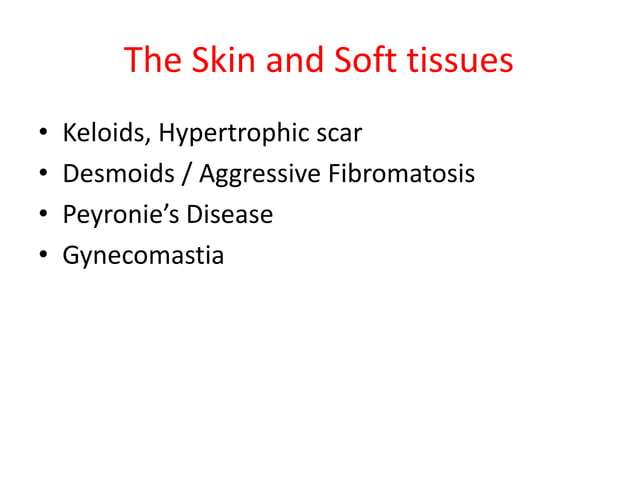 The Skin and Soft tissues
• Keloids, Hypertrophic scar
• Desmoids / Aggressive Fibromatosis
• Peyronie’s Disease
• Gynecomastia